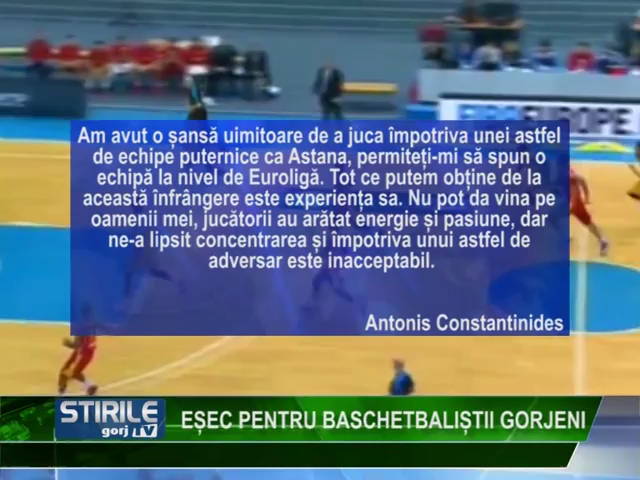 EUROPE
Am avut o șansă uimitoare de a juca împotriva unei astfel
de echipe puternice ca Astana, permiteți-mi să spun o
echipă la nivel de Euroligă. Tot ce putem obține de la
această înfrângere este experiența sa. Nu pot da vina pe
oamenii mei, jucătorii au arătat energie și pasiune, dar
ne-a lipsit concentrarea și împotriva unui astfel de
adversar este inacceptabil.
Antonis Constantinides
STIRILE
gorj TV
EȘEC PENTRU BASCHETBALIȘTII GORJENI